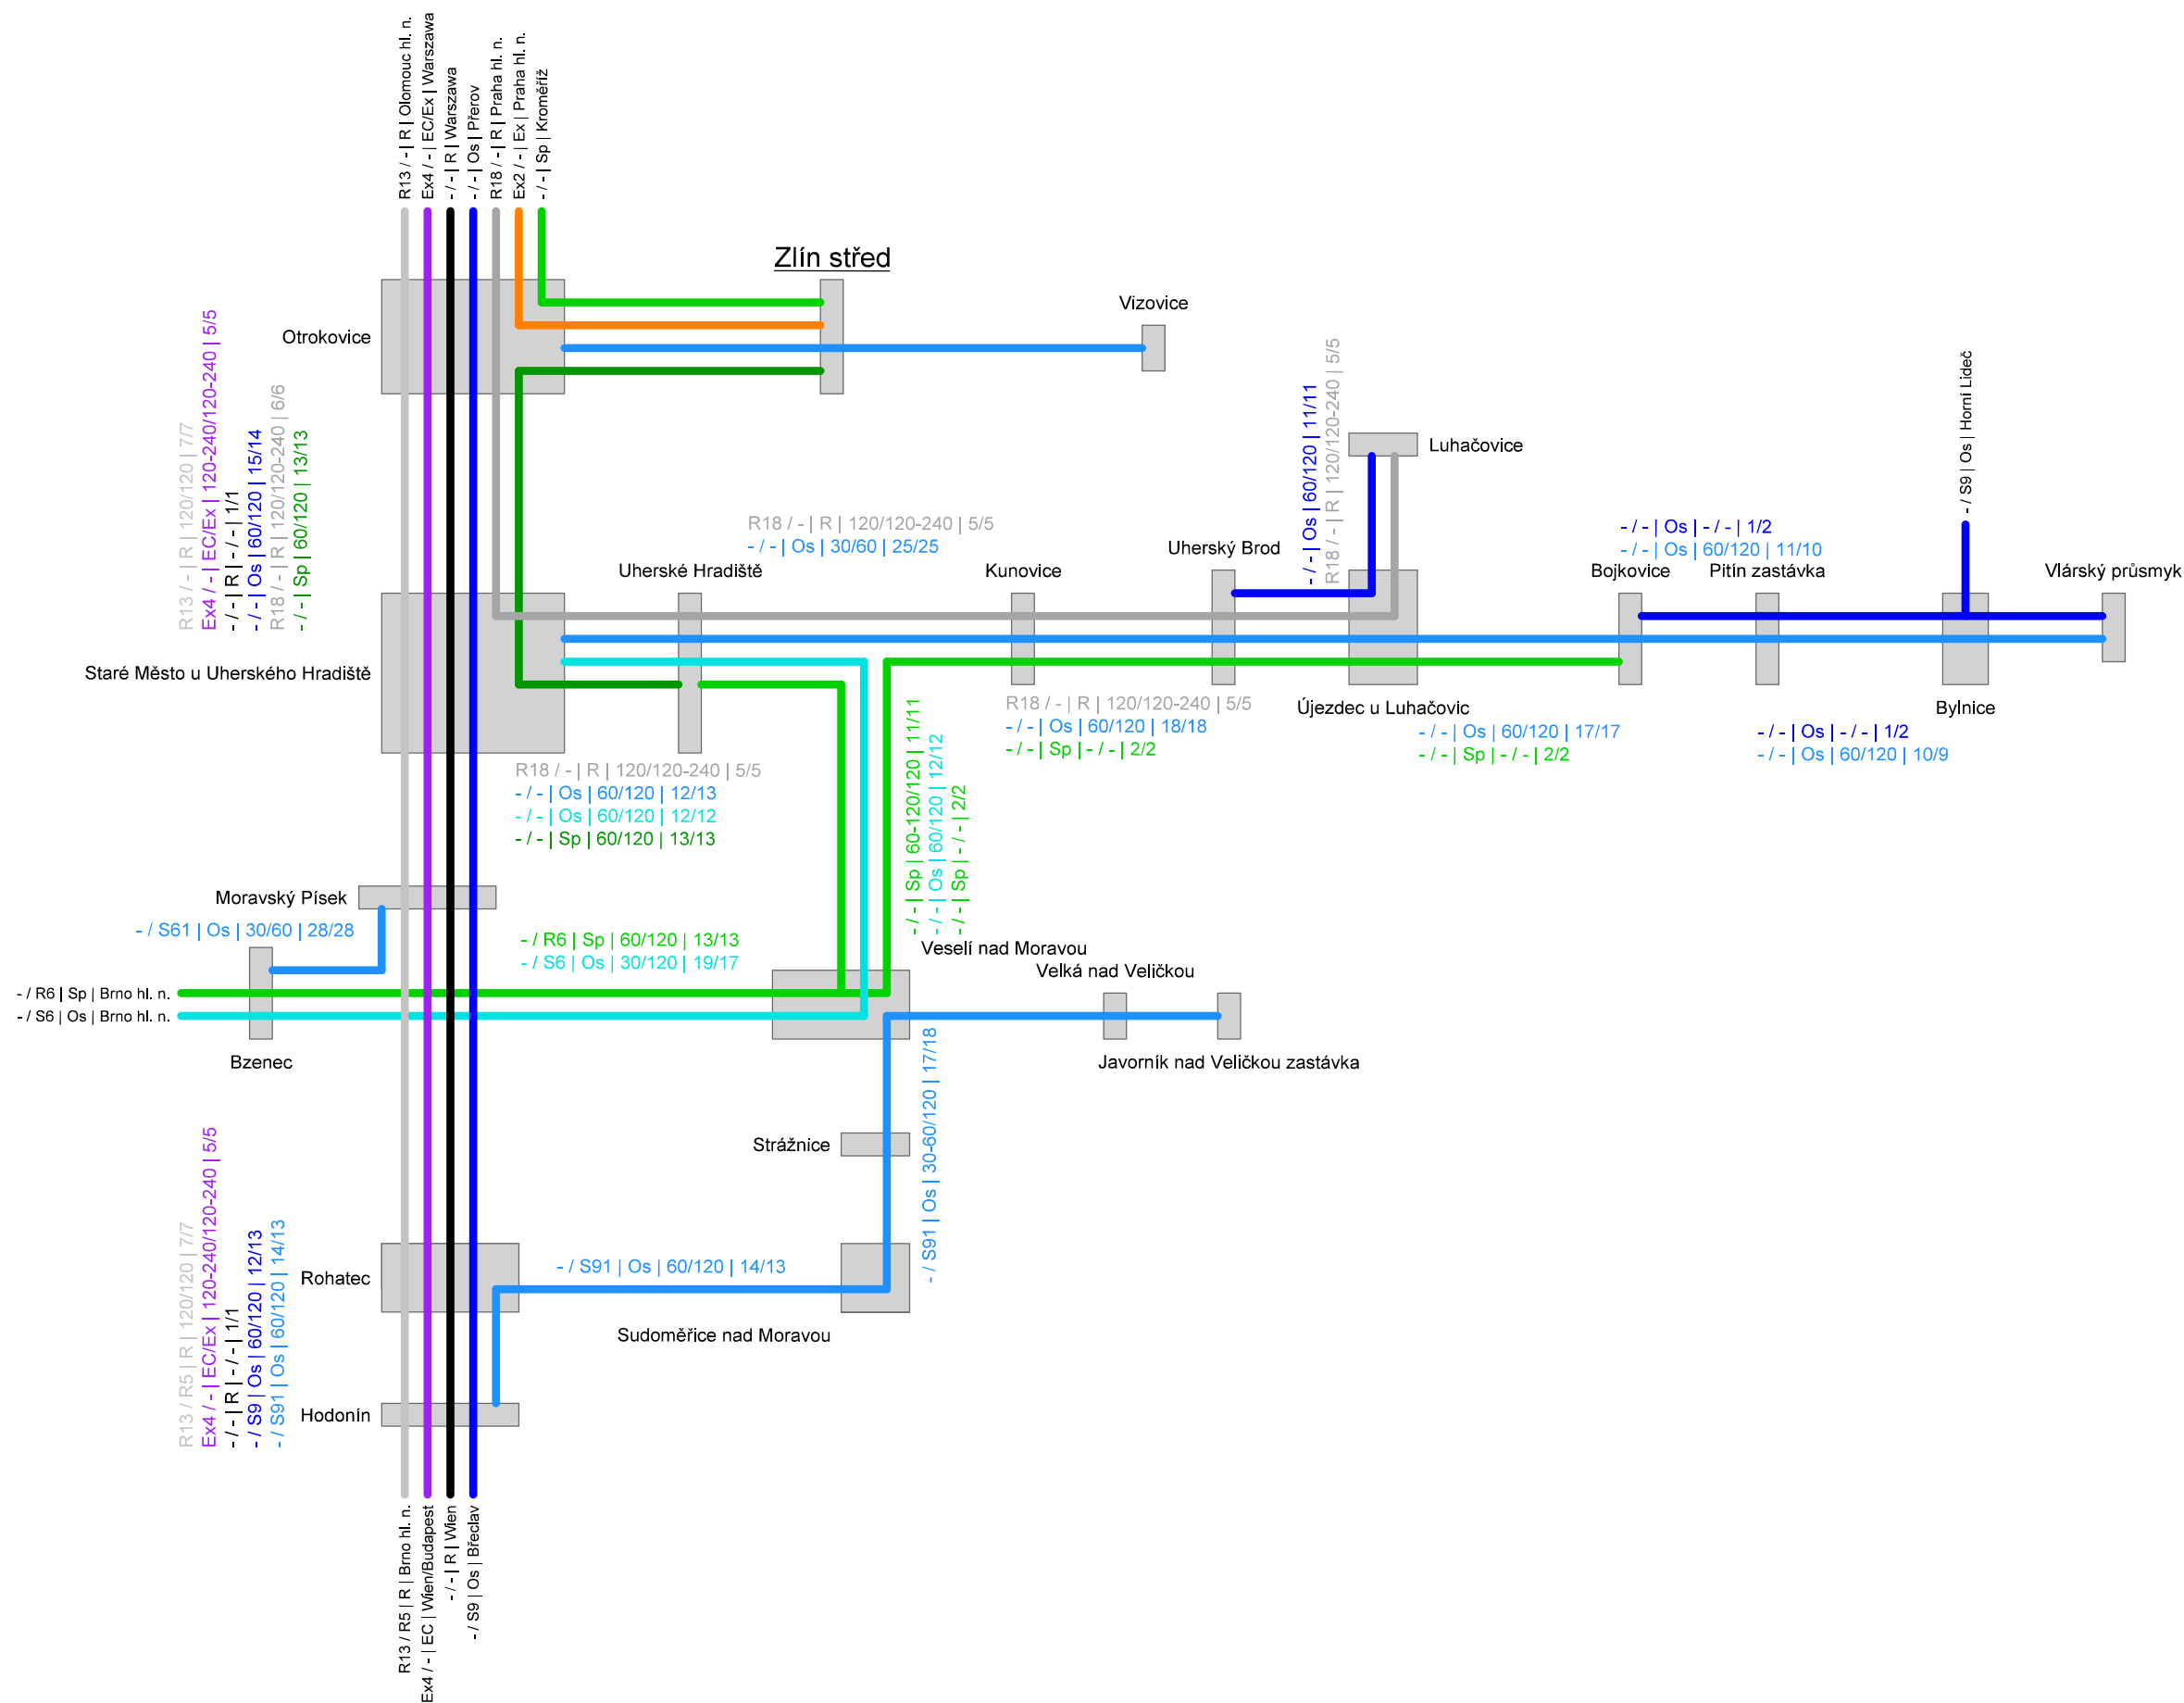 R13 / - | R | Olomouc hl. n.
Ex4 / - | EC/Ex | Warszawa
- / - | R | Warszawa
- / - | Os | Přerov
R18 / - | R | Praha hl. n.
Ex2 / - | Ex | Praha hl. n.
- / - | Sp | Kroměříž
Zlín střed
Vizovice
Otrokovice
R13 / - | R | 120/120 | 7/7
Ex4 / - | EC/Ex | 120-240/120-240 | 5/5
- / - | R | - / - | 1/1
- / - | Os | 60/120 | 15/14
R18 / - | R | 120/120-240 | 6/6
- / - | Sp | 60/120 | 13/13
- / - | Os | 60/120 | 11/11
R18 / - | R | 120/120-240 | 5/5
Luhačovice
- / S9 | Os | Horní Lideč
R18 / - | R | 120/120-240 | 5/5
- / - | Os | 30/60 | 25/25
- / - | Os | - / - | 1/2
- / - | Os | 60/120 | 11/10
Uherské Hradiště
Kunovice
Uherský Brod
Bojkovice
Pitín zastávka
Vlárský průsmyk
Staré Město u Uherského Hradiště
R18 / - | R | 120/120-240 | 5/5
- / - | Os | 60/120 | 18/18
- / - | Sp | - / - | 2/2
Újezdec u Luhačovic
Bylnice
- / - | Os | 60/120 | 17/17
- / - | Sp | - / - | 2/2
- / - | Os | - / - | 1/2
- / - | Os | 60/120 | 10/9
R18 / - | R | 120/120-240 | 5/5
- / - | Os | 60/120 | 12/13
- / - | Os | 60/120 | 12/12
- / - | Sp | 60/120 | 13/13
- / - | Sp | 60-120/120 | 11/11
- / - | Os | 60/120 | 12/12
- / - | Sp | - / - | 2/2
Moravský Písek
- / S61 | Os | 30/60 | 28/28
- / R6 | Sp | 60/120 | 13/13
- / S6 | Os | 30/120 | 19/17
Veselí nad Moravou
Velká nad Veličkou
- / R6 | Sp | Brno hl. n.
- / S6 | Os | Brno hl. n.
Bzenec
Javorník nad Veličkou zastávka
- / S91 | Os | 30-60/120 | 17/18
Strážnice
R13 / R5 | R | 120/120 | 7/7
Ex4 / - | EC/Ex | 120-240/120-240 | 5/5
- / - | R | - / - | 1/1
- / S9 | Os | 60/120 | 12/13
- / S91 | Os | 60/120 | 14/13
Rohatec
- / S91 | Os | 60/120 | 14/13
Sudoměřice nad Moravou
Hodonín
R13 / R5 | R | Brno hl. n.
Ex4 / - | EC | Wien/Budapest
- / - | R | Wien
- / S9 | Os | Břeclav